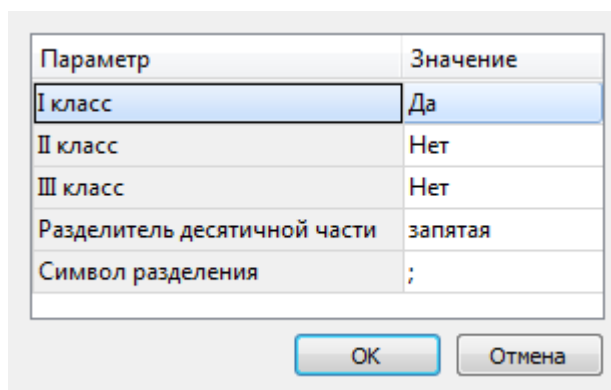 Параметр Значение
I класс Да
II класс Нет
III класс Нет
Разделитель десятичной части запятая
Символ разделения ;
OK Отмена